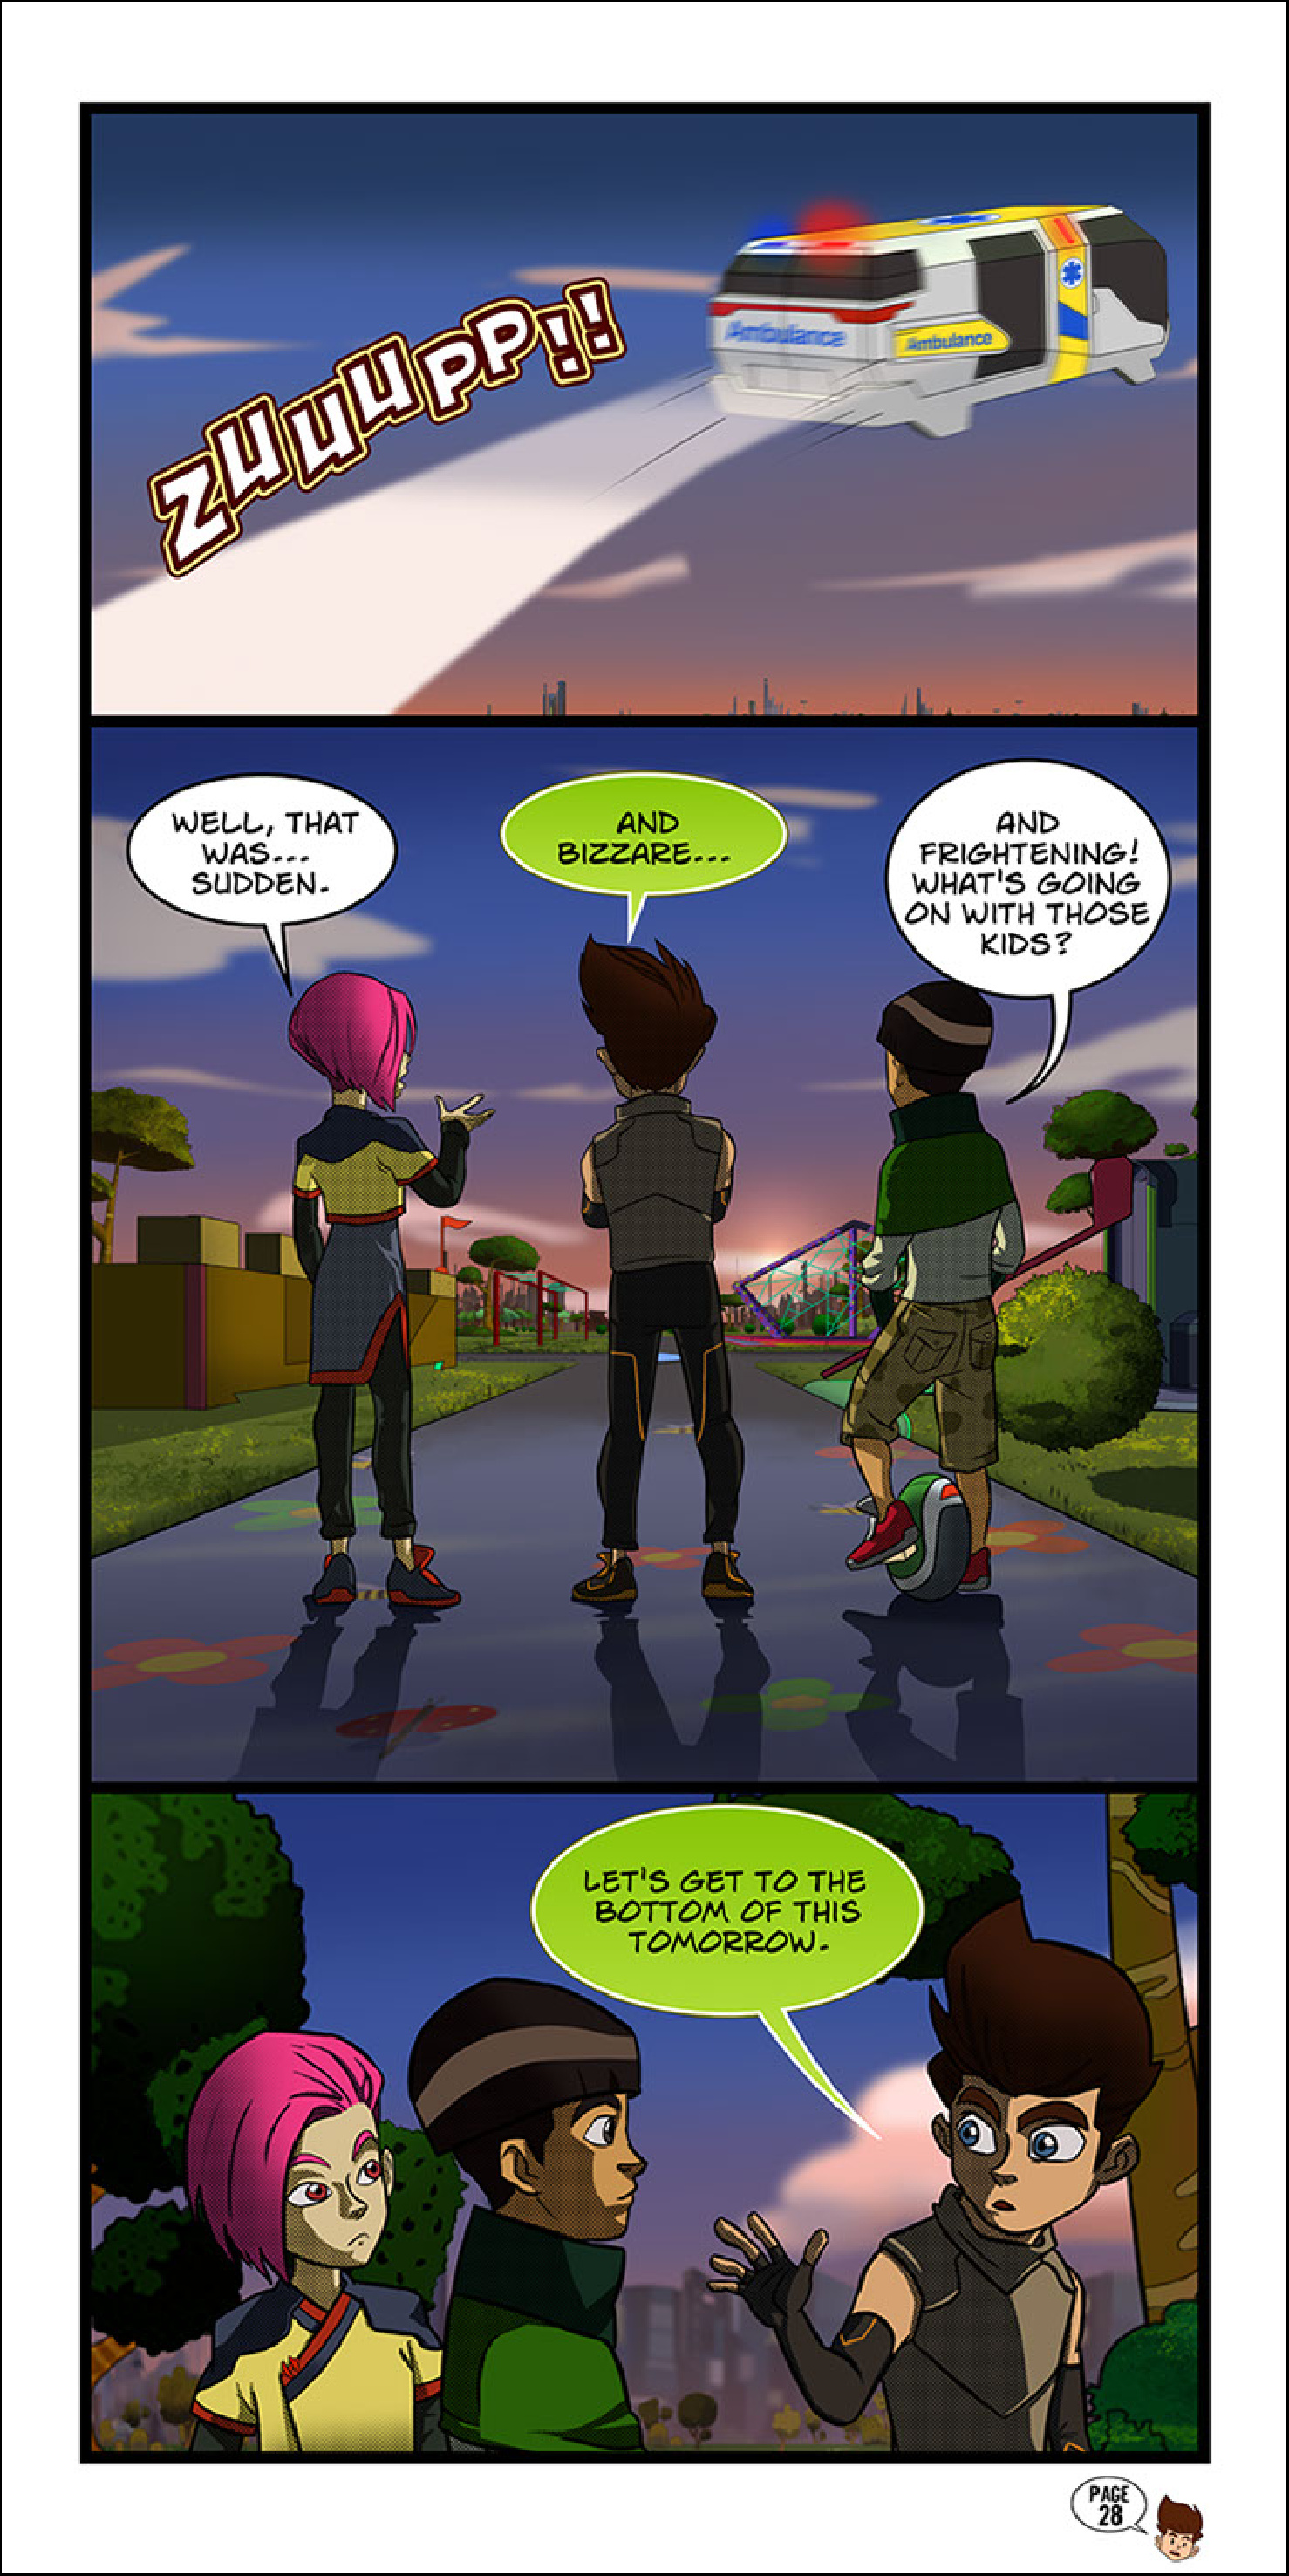 ZUUUPP!!
Ambulance
Ambulance
WELL, THAT
WAS...
SUDDEN.
AND
BIZZARE...
AND
FRIGHTENING!
WHAT'S GOING
ON WITH THOSE
KIDS?
LET'S GET TO THE
BOTTOM OF THIS
TOMORROW.
PAGE
28